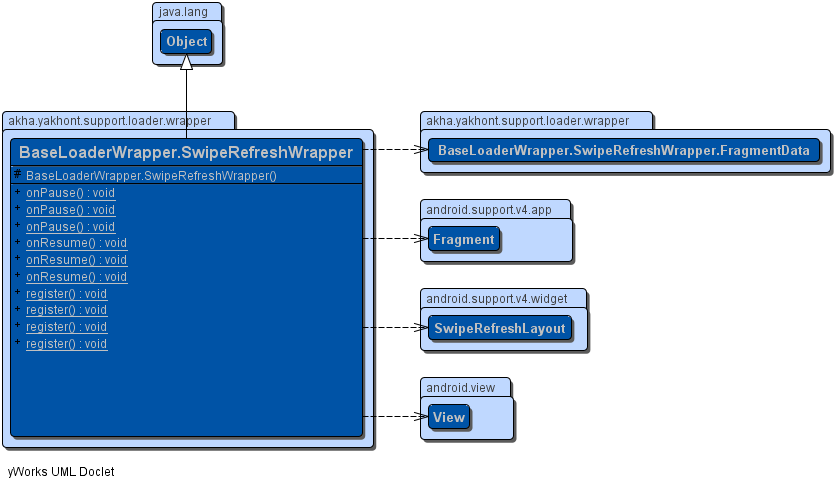 java.lang
Object
akha.yakhont.support.loader.wrapper
BaseLoaderWrapper.SwipeRefreshWrapper
# BaseLoaderWrapper.SwipeRefreshWrapper()
+ onPause() : void
+ onPause() : void
+ onPause() : void
+ onResume() : void
+ onResume() : void
+ onResume() : void
+ register() : void
+ register() : void
+ register() : void
+ register() : void
akha.yakhont.support.loader.wrapper
BaseLoaderWrapper.SwipeRefreshWrapper.FragmentData
android.support.v4.app
Fragment
android.support.v4.widget
SwipeRefreshLayout
android.view
View
yWorks UML Doclet